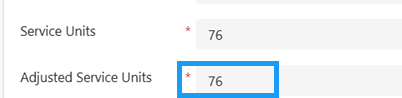 Service Units * 76
Adjusted Service Units * 76